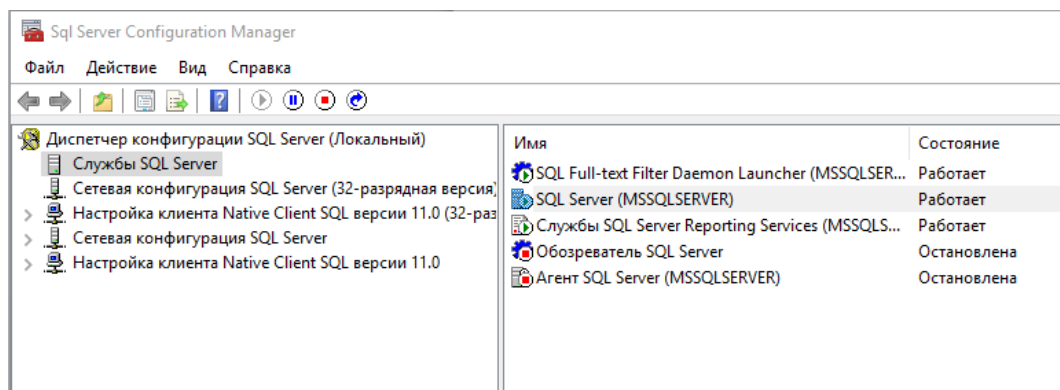 Sql Server Configuration Manager
Файл Действие Вид Справка
Диспетчер конфигурации SQL Server (Локальный)
Службы SQL Server
Сетевая конфигурация SQL Server (32-разрядная версия)
Настройка клиента Native Client SQL версии 11.0 (32-раз
Сетевая конфигурация SQL Server
Настройка клиента Native Client SQL версии 11.0
Имя Состояние
SQL Full-text Filter Daemon Launcher (MSSQLSER... Работает
SQL Server (MSSQLSERVER) Работает
Службы SQL Server Reporting Services (MSSQLS... Работает
Обозреватель SQL Server Остановлена
Агент SQL Server (MSSQLSERVER) Остановлена